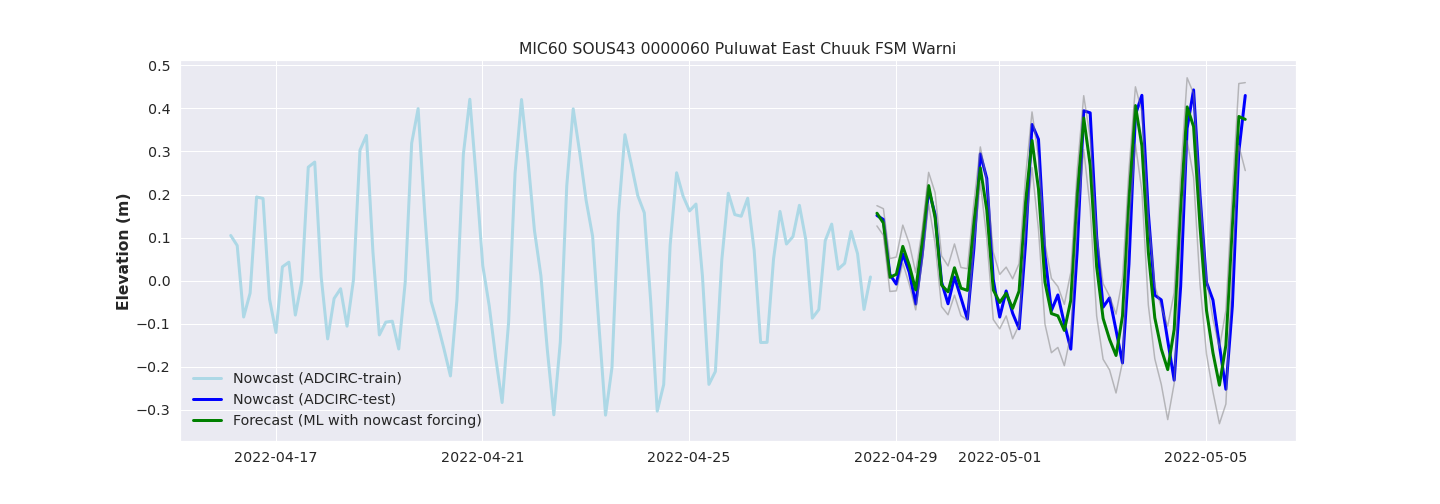 MIC60 SOUS43 0000060 Puluwat East Chuuk FSM Warni
Elevation (m)
0.5
0.4
0.3
0.2
0.1
0.0
−0.1
−0.2
−0.3
Nowcast (ADCIRC-train)
Nowcast (ADCIRC-test)
Forecast (ML with nowcast forcing)
2022-04-17 2022-04-21 2022-04-25 2022-04-29 2022-05-01 2022-05-05